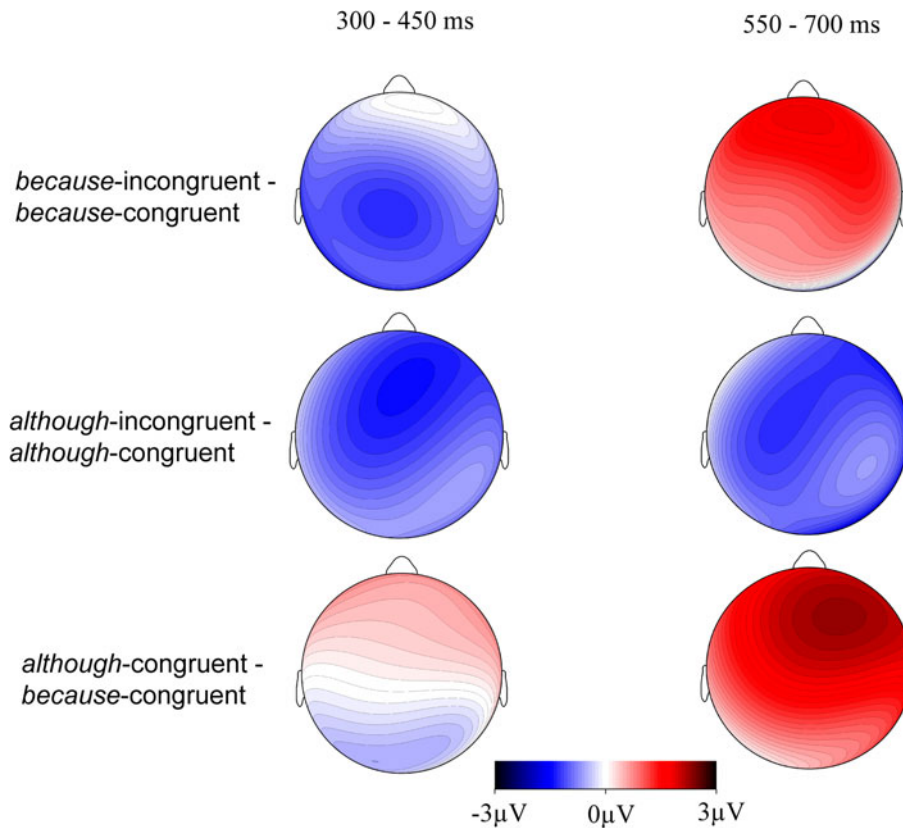 300 - 450 ms
550 - 700 ms
because-incongruent -
because-congruent
although-incongruent -
although-congruent
although-congruent -
because-congruent
-3µV
0µV
3µV